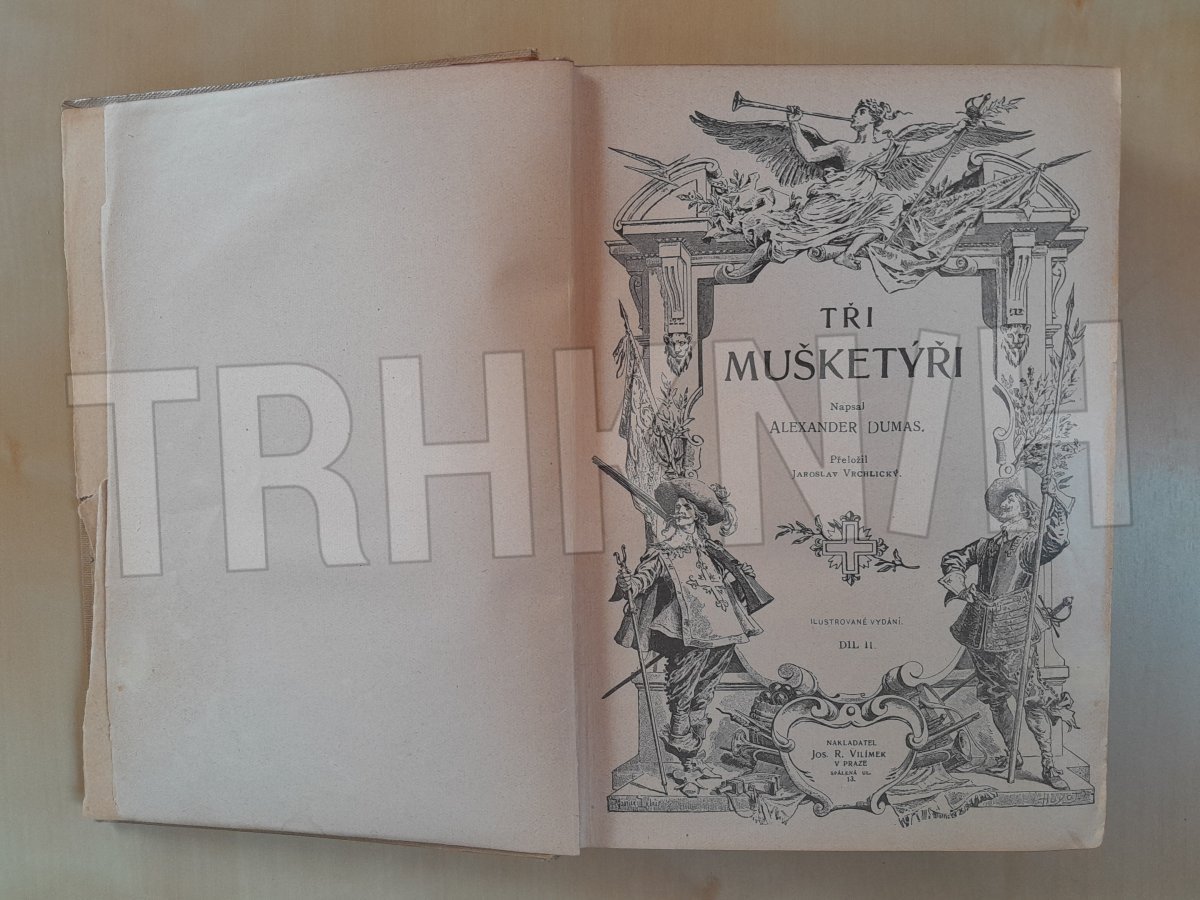 TŘI
MUŠKETÝŘI
Napsal
ALEXANDER DUMAS.
Přeložil
JAROSLAV VRCHLICKÝ.
ILUSTROVANÉ VYDÁNÍ.
DIL II.
NAKLADATEL
JOS. R. VILÍMEK
V PRAZE
SPÁLENÁ UL.
13.
TRHKNIH